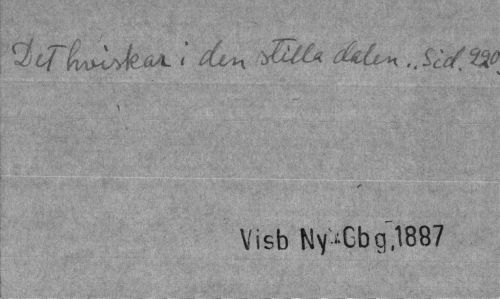 Det hviskar i den stilla dalen.. Sid. 220.
Visb Ny Gbg, 1887